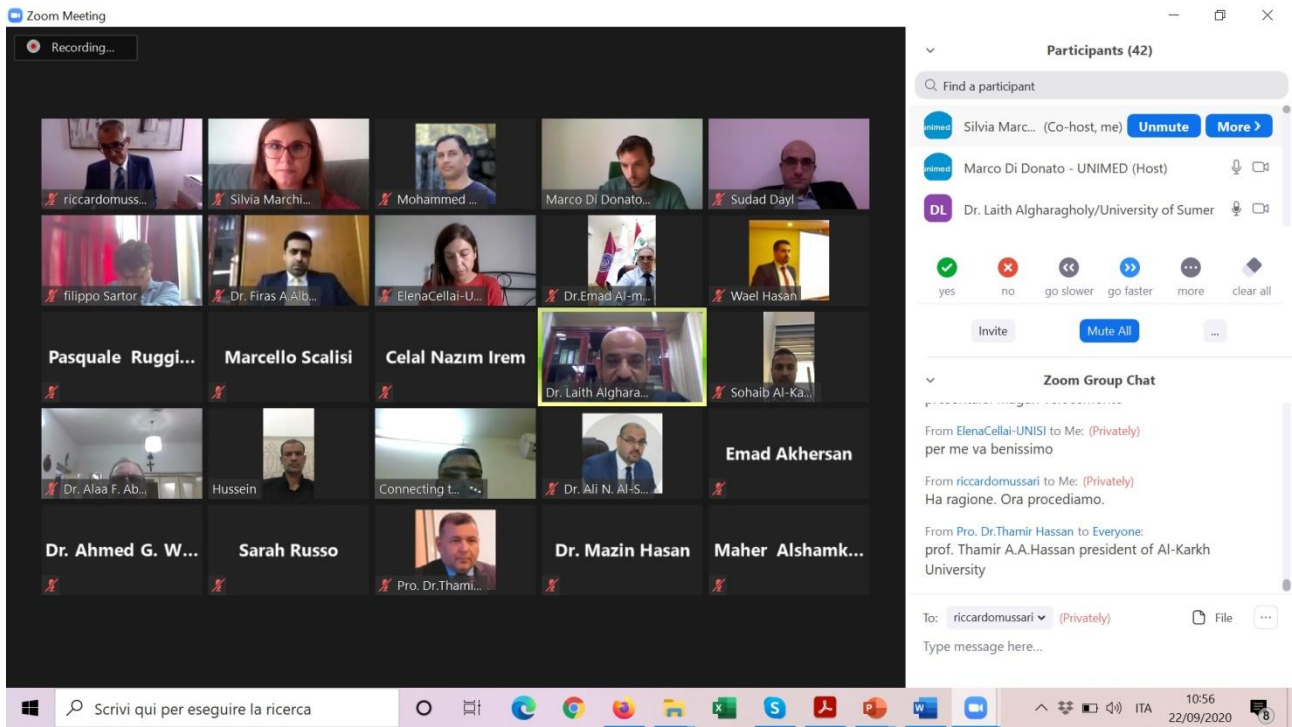 Zoom Meeting
Recording...
riccardomuss...
Silvia Marchi...
Mohammed ...
Marco Di Donato...
Sudad Dayl
filippo Sartor
Dr. Firas A.Alb...
ElenaCellai-U...
Dr.Emad Al-m...
Wael Hasan
Pasquale Ruggi...
Marcello Scalisi
Celal Nazım Irem
Dr. Laith Alghara...
Sohaib Al-Ka...
Dr. Alaa F. Ab...
Hussein
Connecting t...
Dr. Ali N. Al-S...
Emad Akhersan
Dr. Ahmed G. W...
Sarah Russo
Pro. Dr.Thami...
Dr. Mazin Hasan
Maher Alshamk...
Participants (42)
Find a participant
unimed
Silvia Marc... (Co-host, me) Unmute More >
unimed
Marco Di Donato - UNIMED (Host)
DL Dr. Laith Algharagholy/University of Sumer
yes no go slower go faster more clear all
Invite Mute All ...
Zoom Group Chat
From ElenaCellai-UNISI to Me: (Privately)
per me va benissimo
From riccardomussari to Me: (Privately)
Ha ragione. Ora procediamo.
From Pro. Dr.Thamir Hassan to Everyone:
prof. Thamir A.A.Hassan president of Al-Karkh
University
To: riccardomussari (Privately) File ...
Type message here...
Scrivi qui per eseguire la ricerca
ITA
10:56
22/09/2020
8